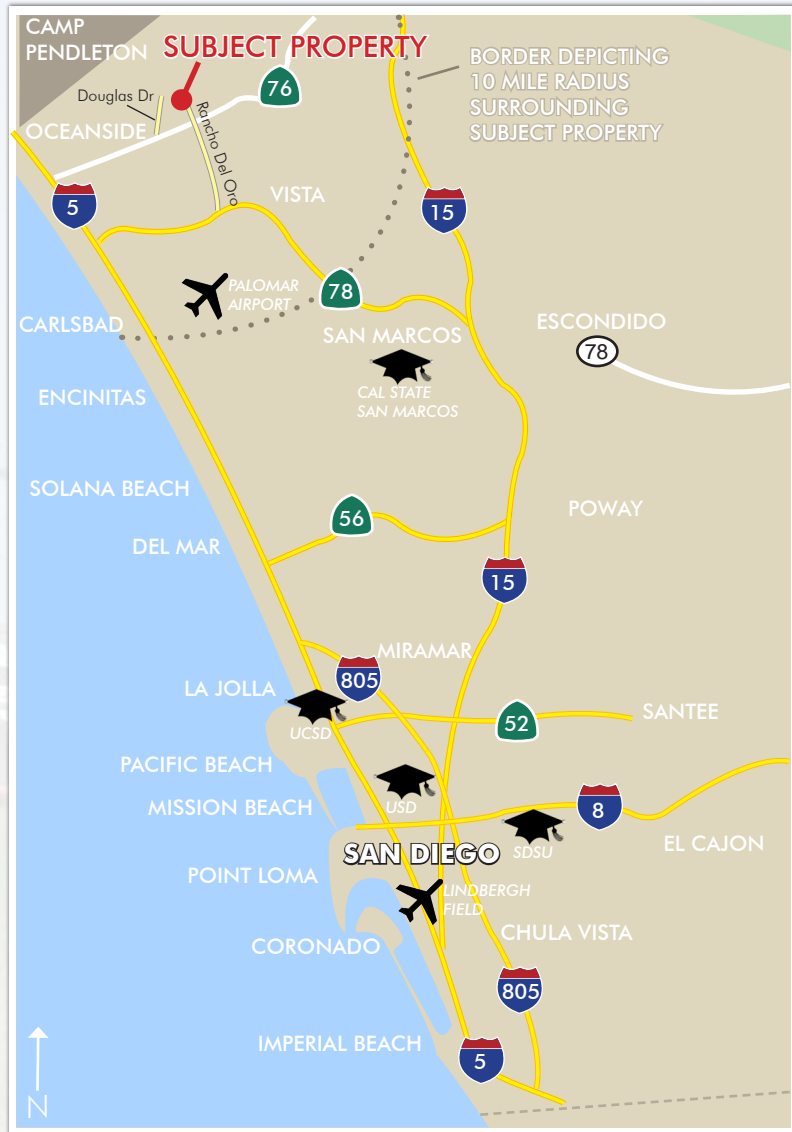 CAMP
PENDLETON
SUBJECT PROPERTY
BORDER DEPICTING
10 MILE RADIUS
SURROUNDING
SUBJECT PROPERTY
76
Douglas Dr
Rancho Del Oro
OCEANSIDE
VISTA
5
15
PALOMAR
AIRPORT
78
CARLSBAD
SAN MARCOS
ESCONDIDO
78
CAL STATE
SAN MARCOS
ENCINITAS
SOLANA BEACH
56
POWAY
DEL MAR
15
MIRAMAR
805
LA JOLLA
SANTEE
52
UCSD
PACIFIC BEACH
MISSION BEACH
USD
8
EL CAJON
SAN DIEGO
SDSU
POINT LOMA
LINDBERGH
FIELD
CHULA VISTA
CORONADO
805
IMPERIAL BEACH
5
N